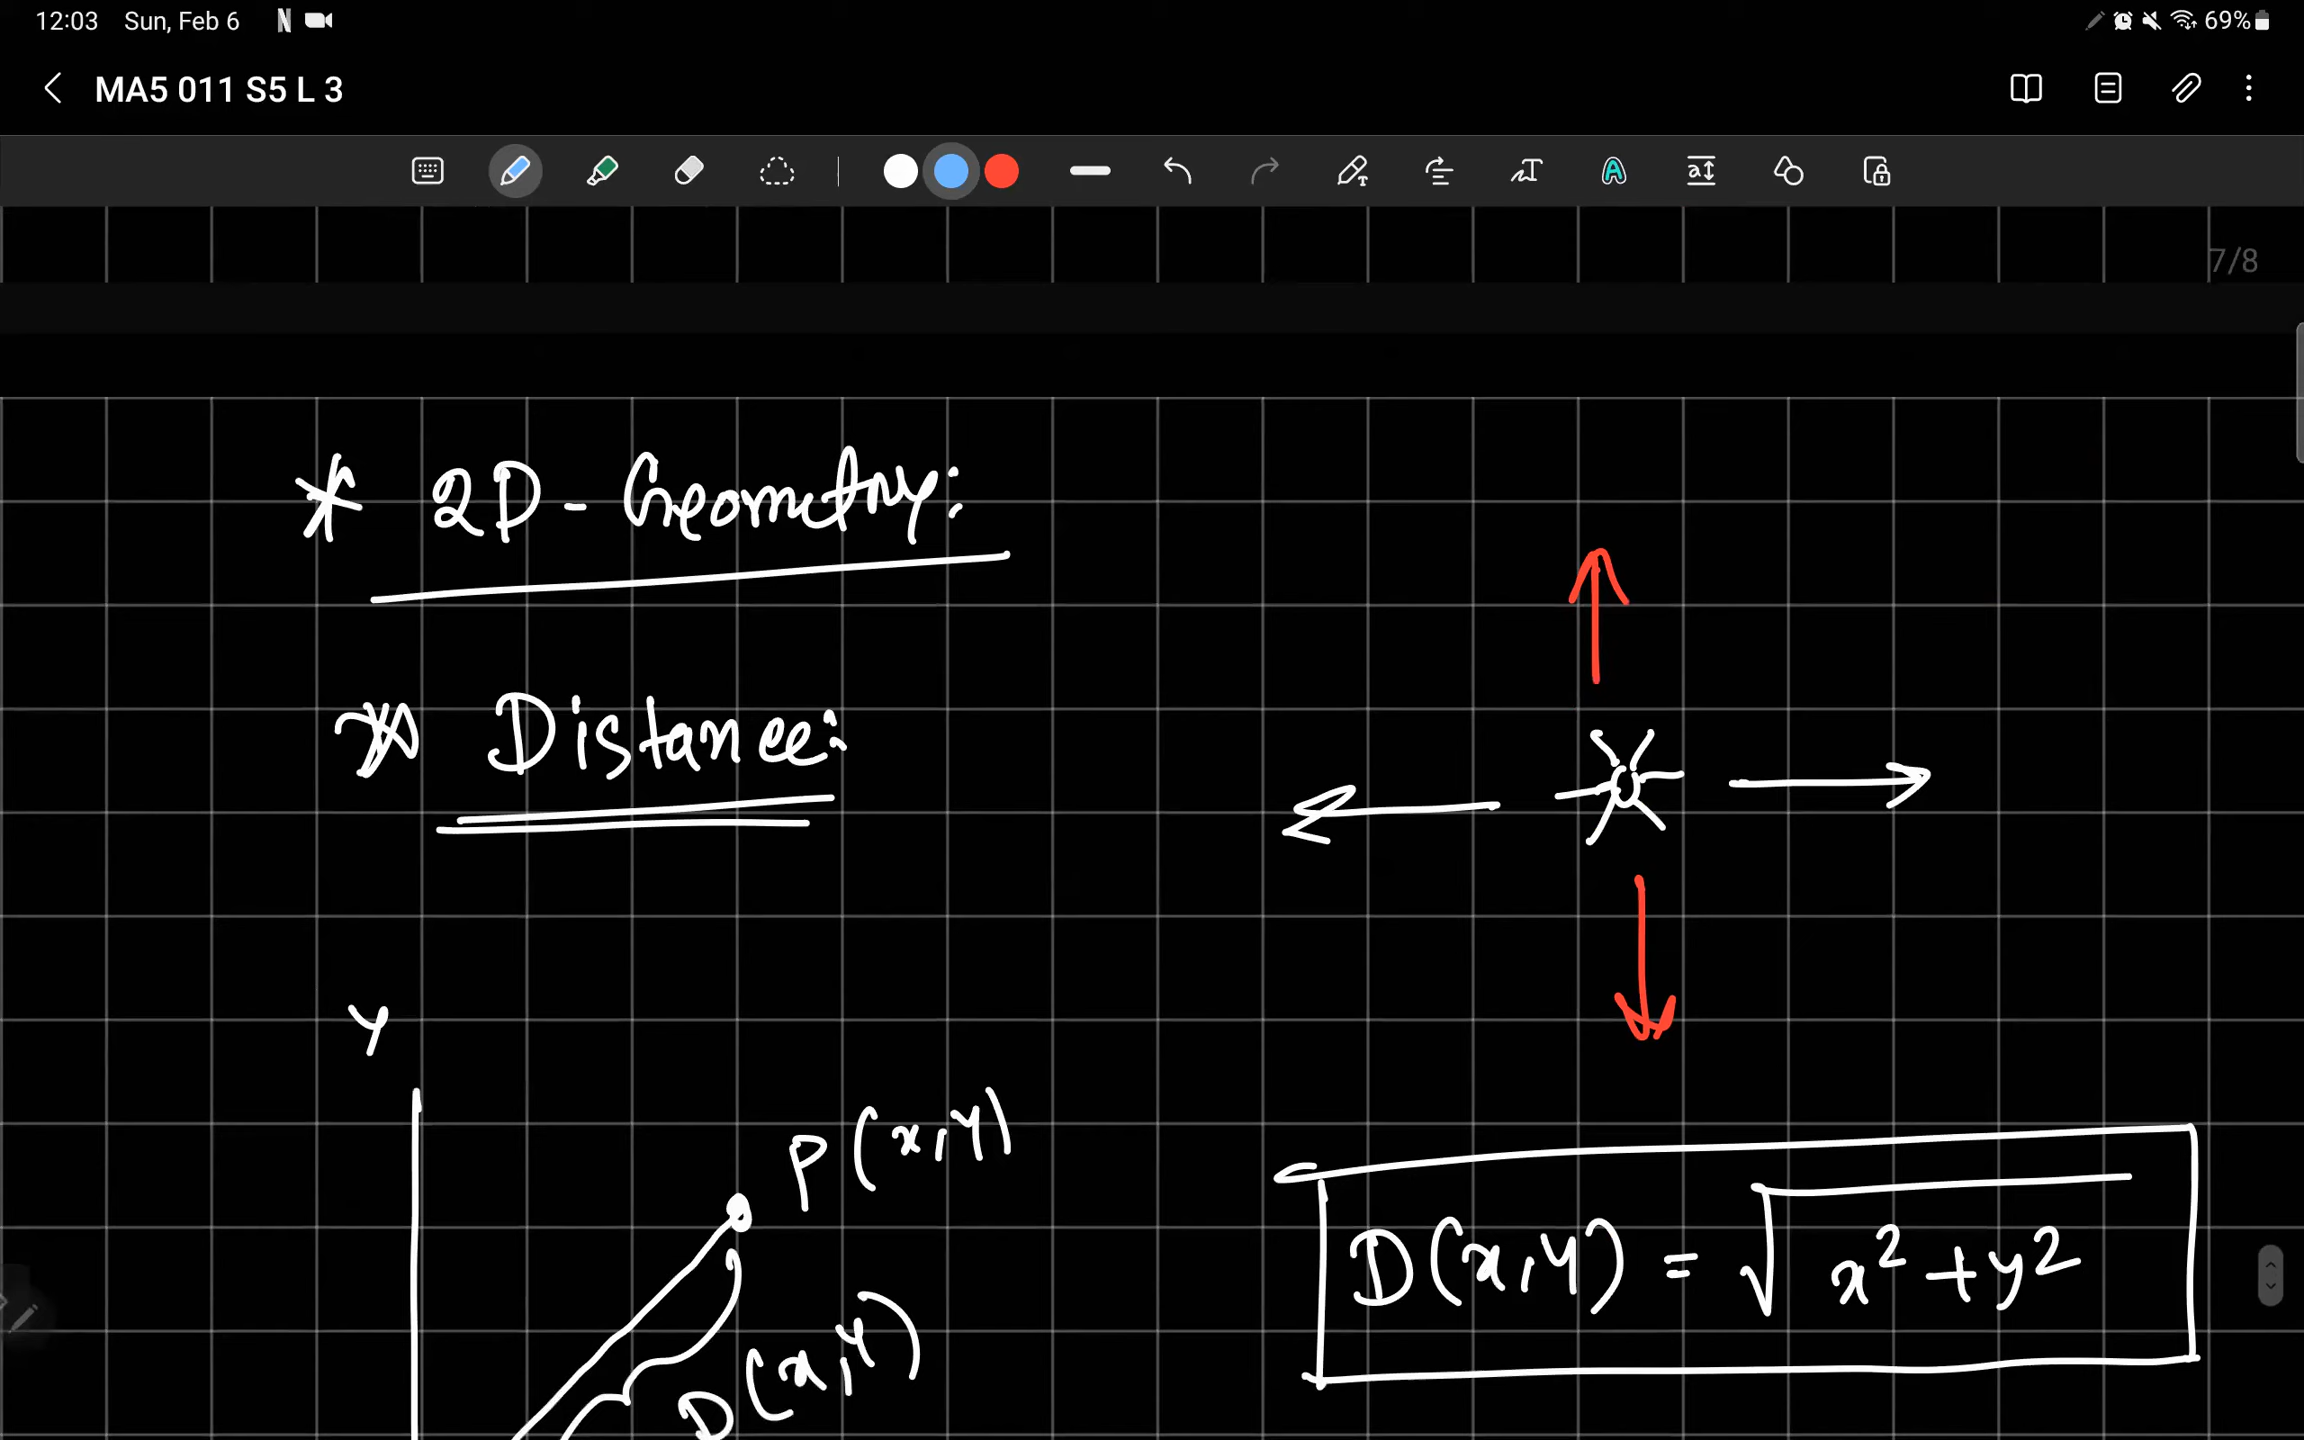 12:03 Sun, Feb 6 N 69%
MA5 011 S5 L 3
7/8
* 2D-Geometry:
** Distance:
Y
P(x,y)
D(x,y) = √x²+y²
D(x,y)